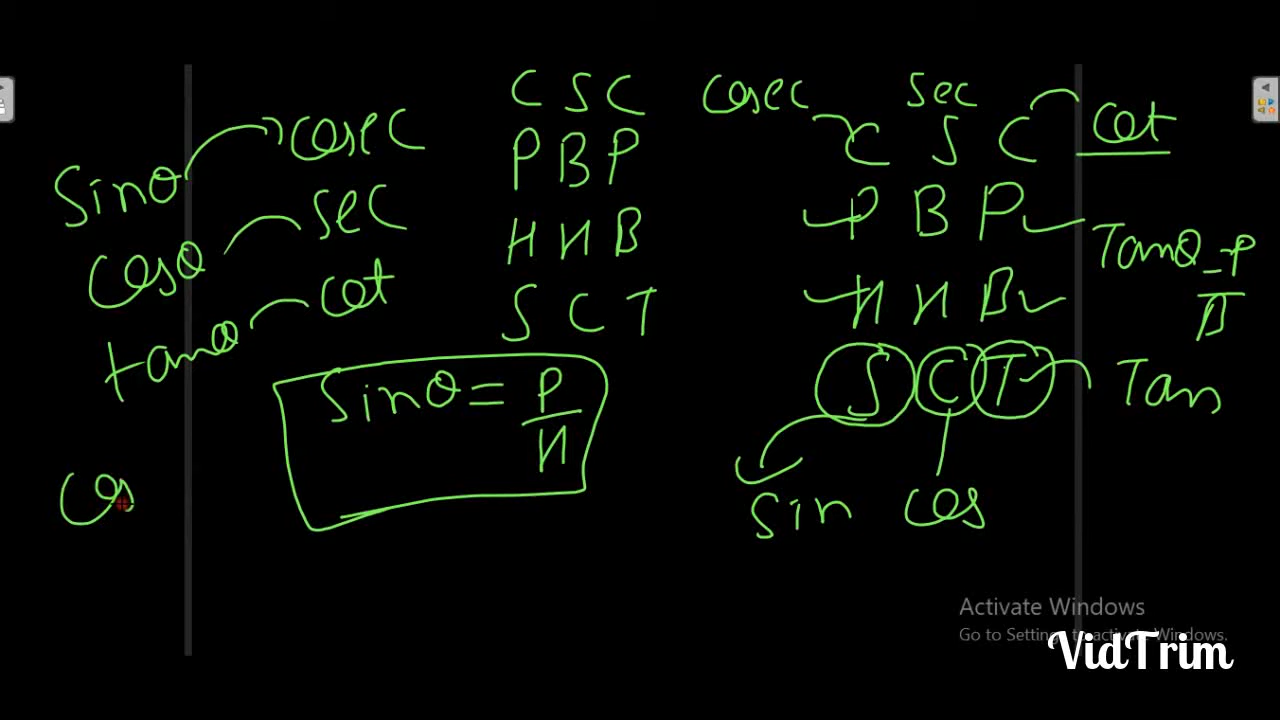 Sinθ cosec
cosθ sec
tanθ cot
C S C
P B P
H H B
S C T
Sinθ = P
H
cos
cosec sec cot
C S C
P B P
H H B
Tanθ = P
B
S C T Tan
Sin cos
Activate Windows
Go to Settings to activate Windows.
VidTrim